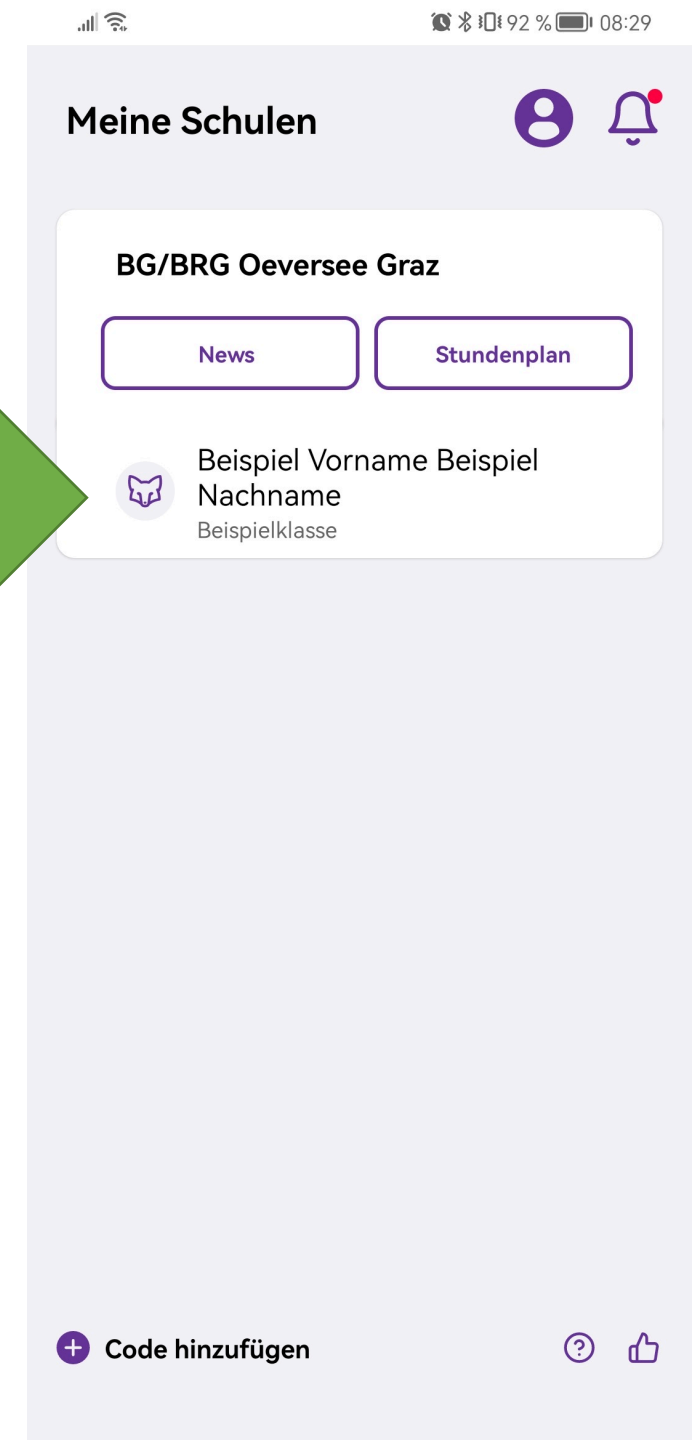 92 % 08:29
Meine Schulen
BG/BRG Oeversee Graz
News Stundenplan
Beispiel Vorname Beispiel
Nachname
Beispielklasse
Code hinzufügen